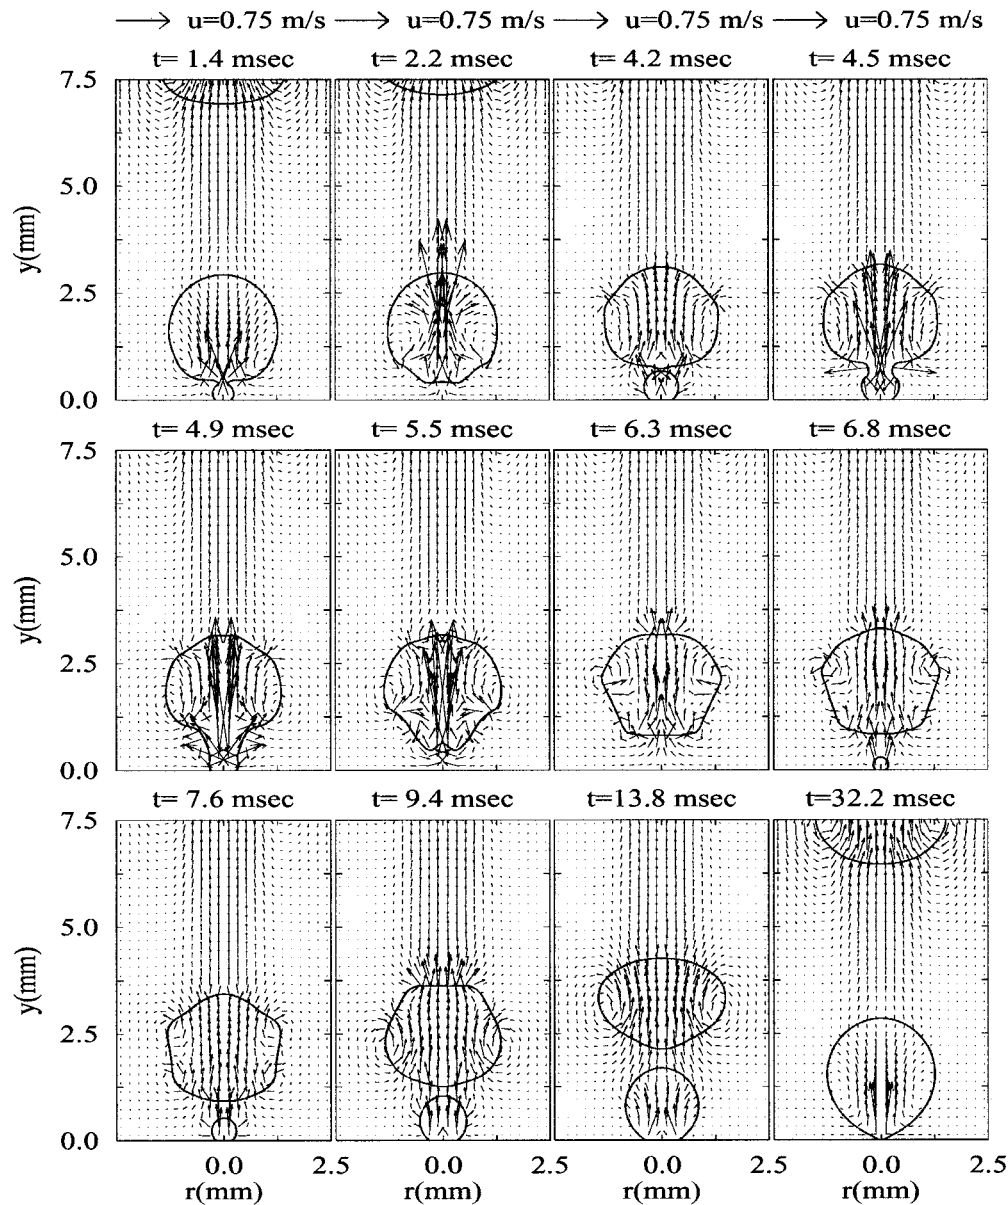 u=0.75 m/s u=0.75 m/s u=0.75 m/s u=0.75 m/s
t= 1.4 msec t= 2.2 msec t= 4.2 msec t= 4.5 msec
7.5
5.0
y(mm)
2.5
0.0
t= 4.9 msec t= 5.5 msec t= 6.3 msec t= 6.8 msec
7.5
5.0
y(mm)
2.5
0.0
t= 7.6 msec t= 9.4 msec t=13.8 msec t=32.2 msec
7.5
5.0
y(mm)
2.5
0.0
0.0 2.5 0.0 2.5 0.0 2.5 0.0 2.5
r(mm) r(mm) r(mm) r(mm)